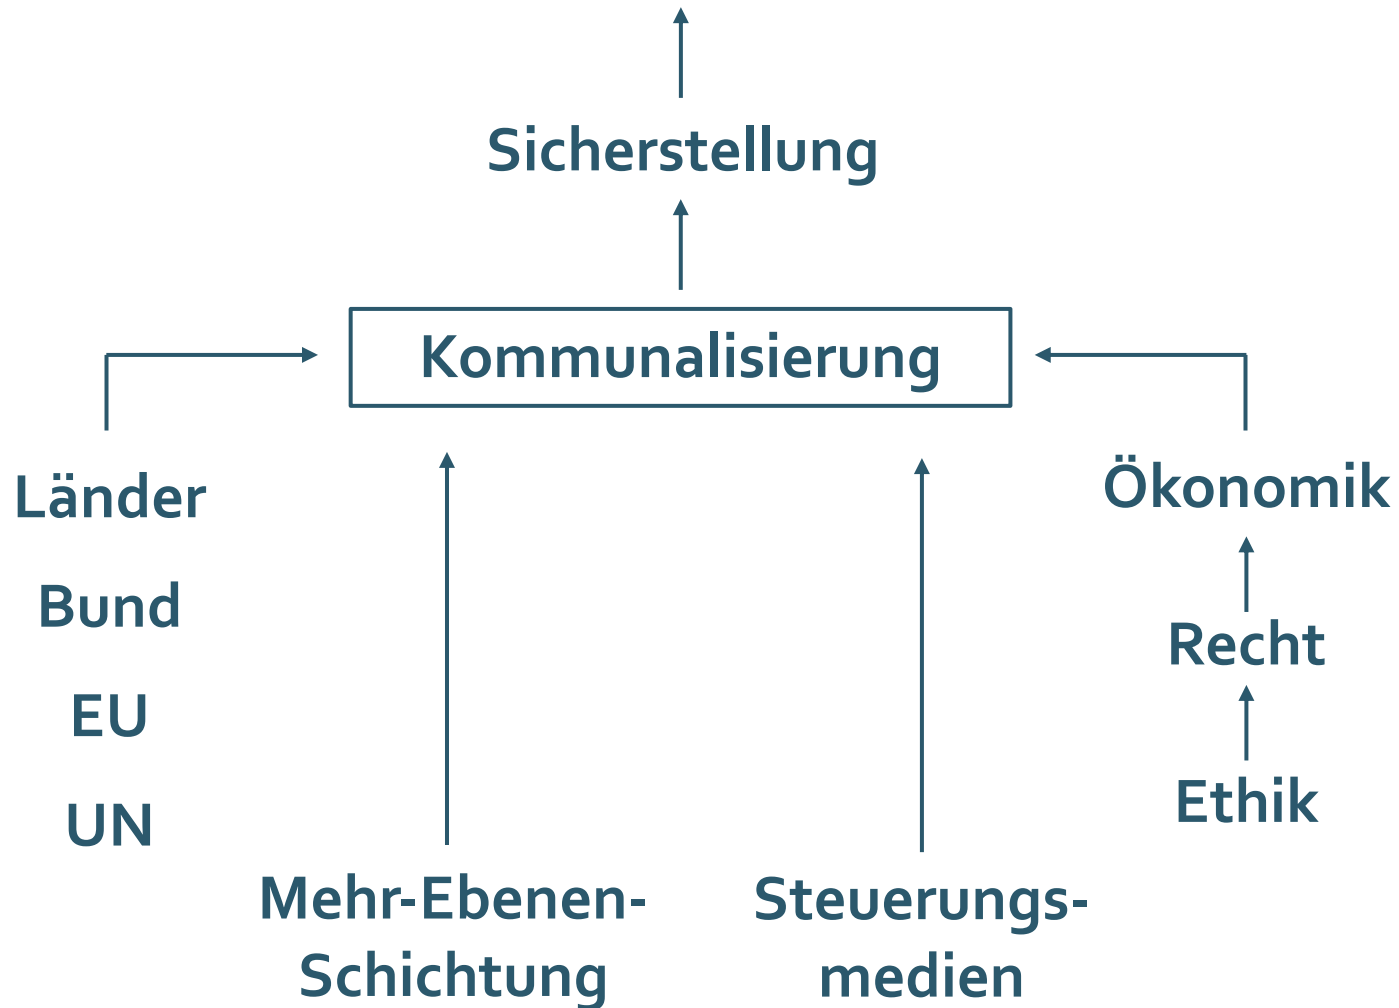 Sicherstellung
Kommunalisierung
Länder
Bund
EU
UN
Mehr-Ebenen-
Schichtung
Steuerungs-
medien
Ökonomik
Recht
Ethik